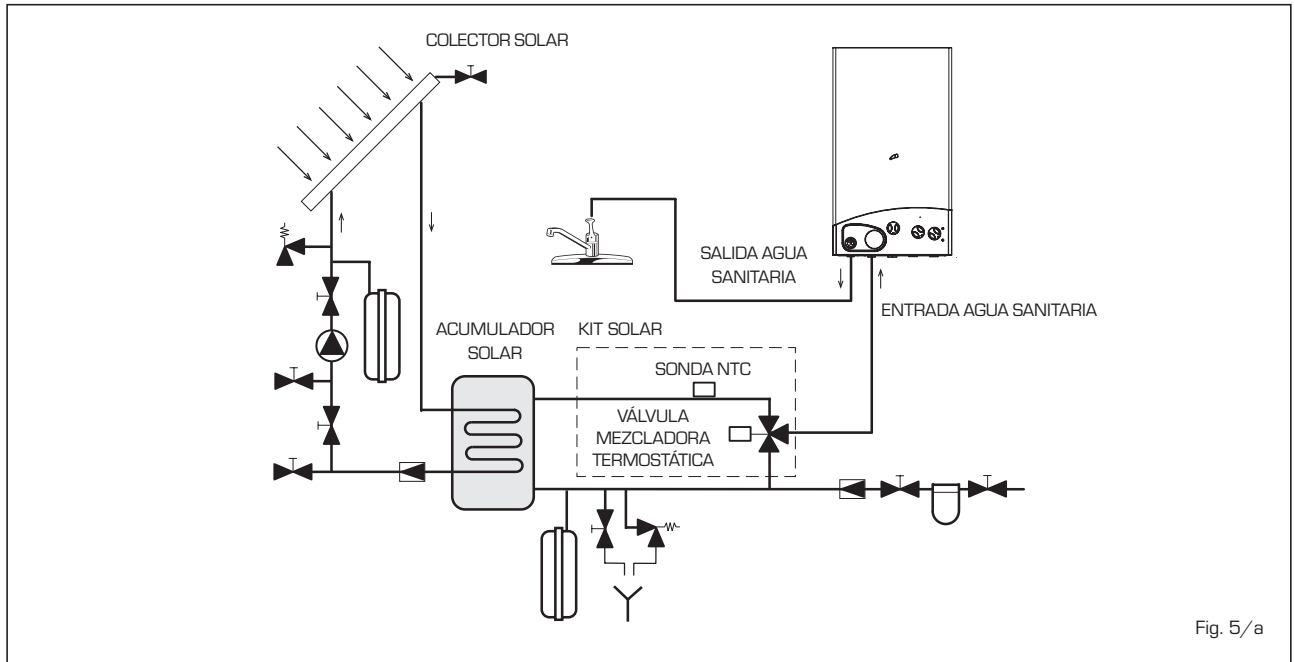 COLECTOR SOLAR
SALIDA AGUA
SANITARIA
ENTRADA AGUA SANITARIA
ACUMULADOR
SOLAR
KIT SOLAR
SONDA NTC
VÁLVULA
MEZCLADORA
TERMOSTÁTICA
Fig. 5/a